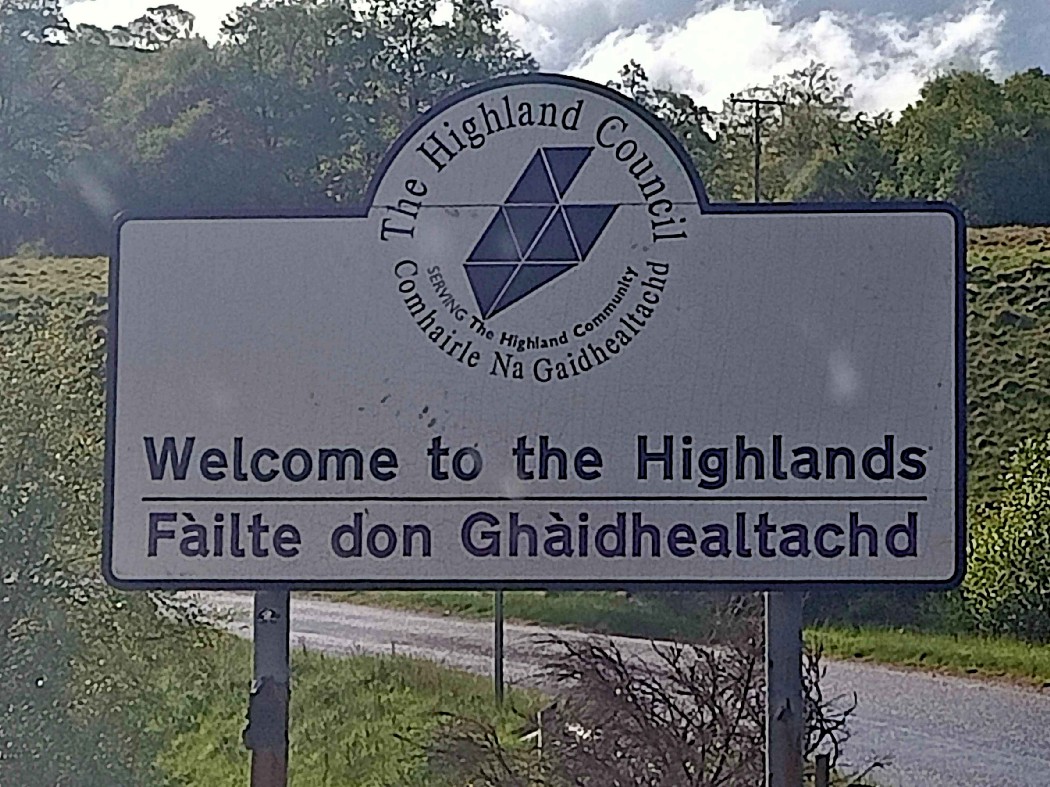 The Highland Council
SERVING The Highland Community
Comhairle Na Gaidhealtachd
Welcome to the Highlands
Fàilte don Ghàidhealtachd